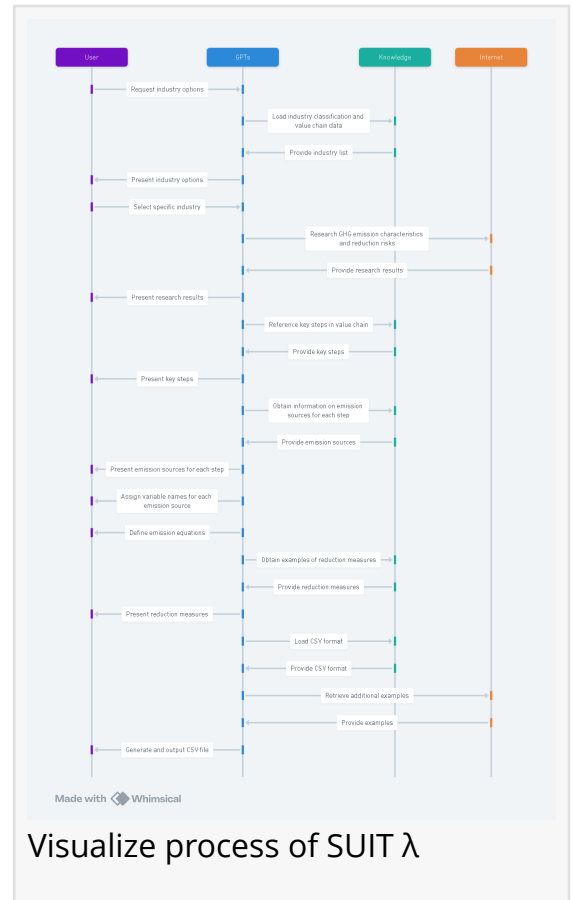 User GPTs Knowledge Internet
Request industry options
Load industry classification and
value chain data
Provide industry list
Present industry options
Select specific industry
Research GHG emission characteristics
and reduction risks
Provide research results
Present research results
Reference key steps in value chain
Provide key steps
Present key steps
Obtain information on emission
sources for each step
Provide emission sources
Present emission sources for each step
Assign variable names for each
emission source
Define emission equations
Obtain examples of reduction measures
Provide reduction measures
Present reduction measures
Load CSV format
Provide CSV format
Retrieve additional examples
Provide examples
Generate and output CSV file
Made with Whimsical
Visualize process of SUIT λ